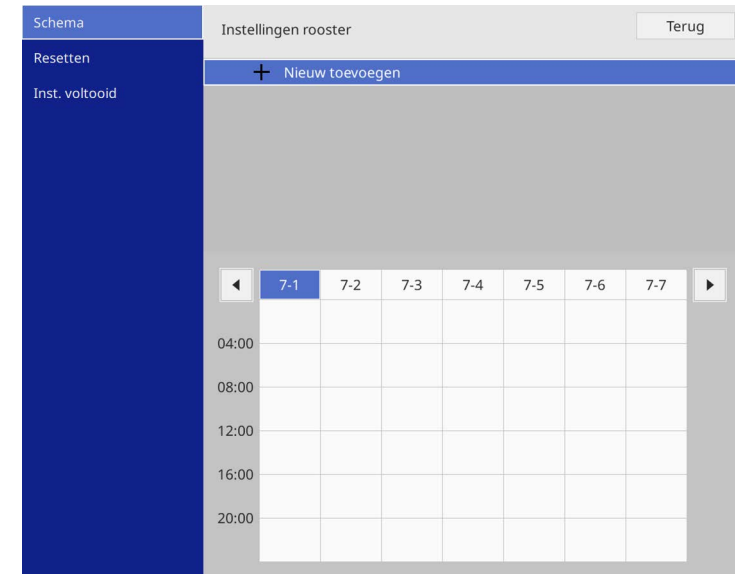 Schema
Resetten
Inst. voltooid
Instellingen rooster
Terug
Nieuw toevoegen
7-1 7-2 7-3 7-4 7-5 7-6 7-7
04:00
08:00
12:00
16:00
20:00